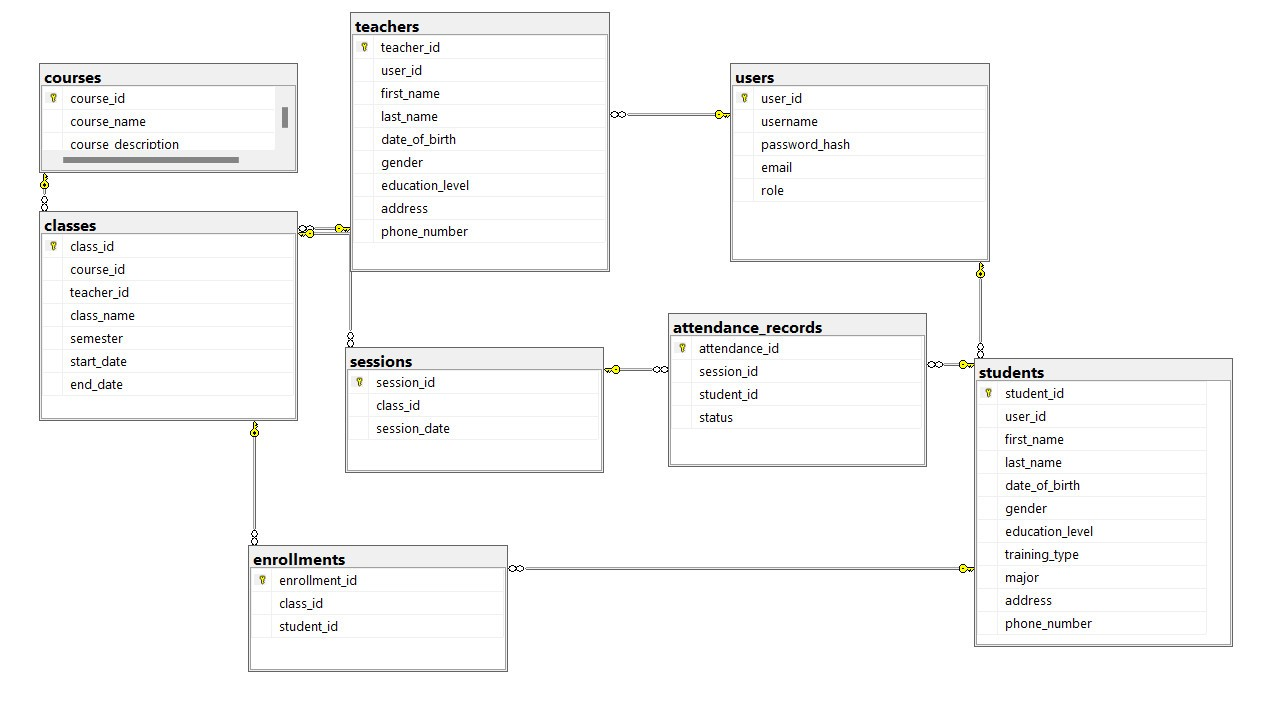 teachers
teacher_id
user_id
first_name
last_name
date_of_birth
gender
education_level
address
phone_number
courses
course_id
course_name
course_description
users
user_id
username
password_hash
email
role
classes
class_id
course_id
teacher_id
class_name
semester
start_date
end_date
sessions
session_id
class_id
session_date
attendance_records
attendance_id
session_id
student_id
status
students
student_id
user_id
first_name
last_name
date_of_birth
gender
education_level
training_type
major
address
phone_number
enrollments
enrollment_id
class_id
student_id